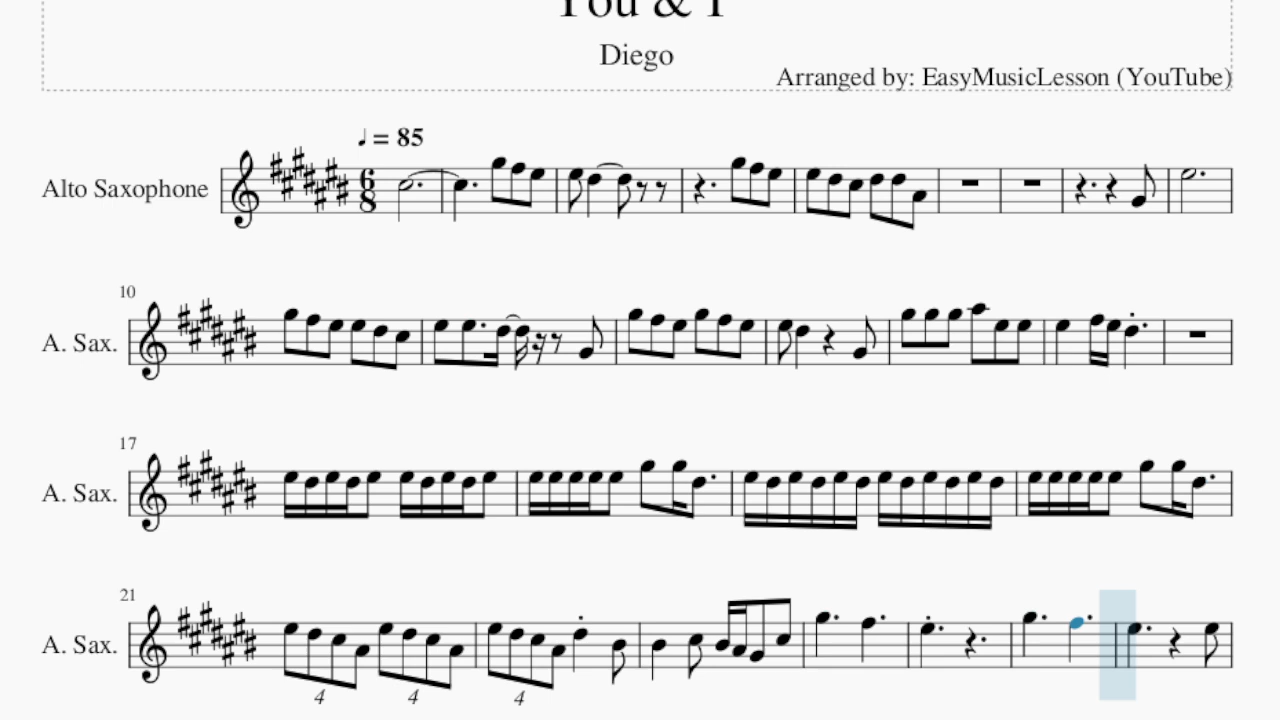 You & I
Diego
Arranged by: EasyMusicLesson (YouTube)
♩ = 85
Alto Saxophone
6
8
10
A. Sax.
17
A. Sax.
21
A. Sax.
4 4 4